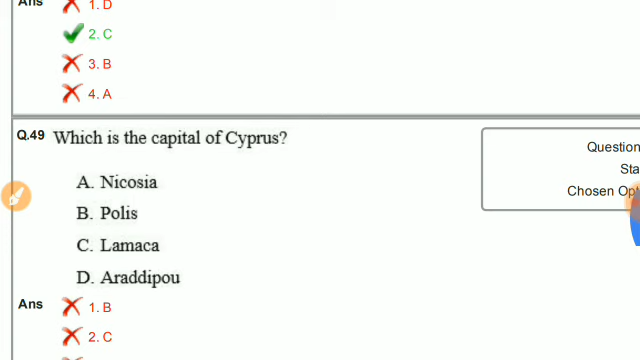 Ans
1. D
2. C
3. B
4. A
Q.49 Which is the capital of Cyprus?
Question
Sta
Chosen Opt
A. Nicosia
B. Polis
C. Lamaca
D. Araddipou
Ans
1. B
2. C